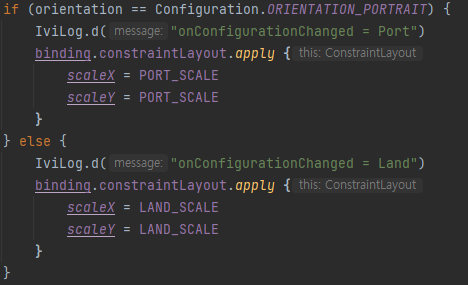 if (orientation == Configuration.ORIENTATION_PORTRAIT) {
    IviLog.d( message: "onConfigurationChanged = Port")
    binding.constraintLayout.apply { this: ConstraintLayout
        scaleX = PORT_SCALE
        scaleY = PORT_SCALE
    }
} else {
    IviLog.d( message: "onConfigurationChanged = Land")
    binding.constraintLayout.apply { this: ConstraintLayout
        scaleX = LAND_SCALE
        scaleY = LAND_SCALE
    }
}